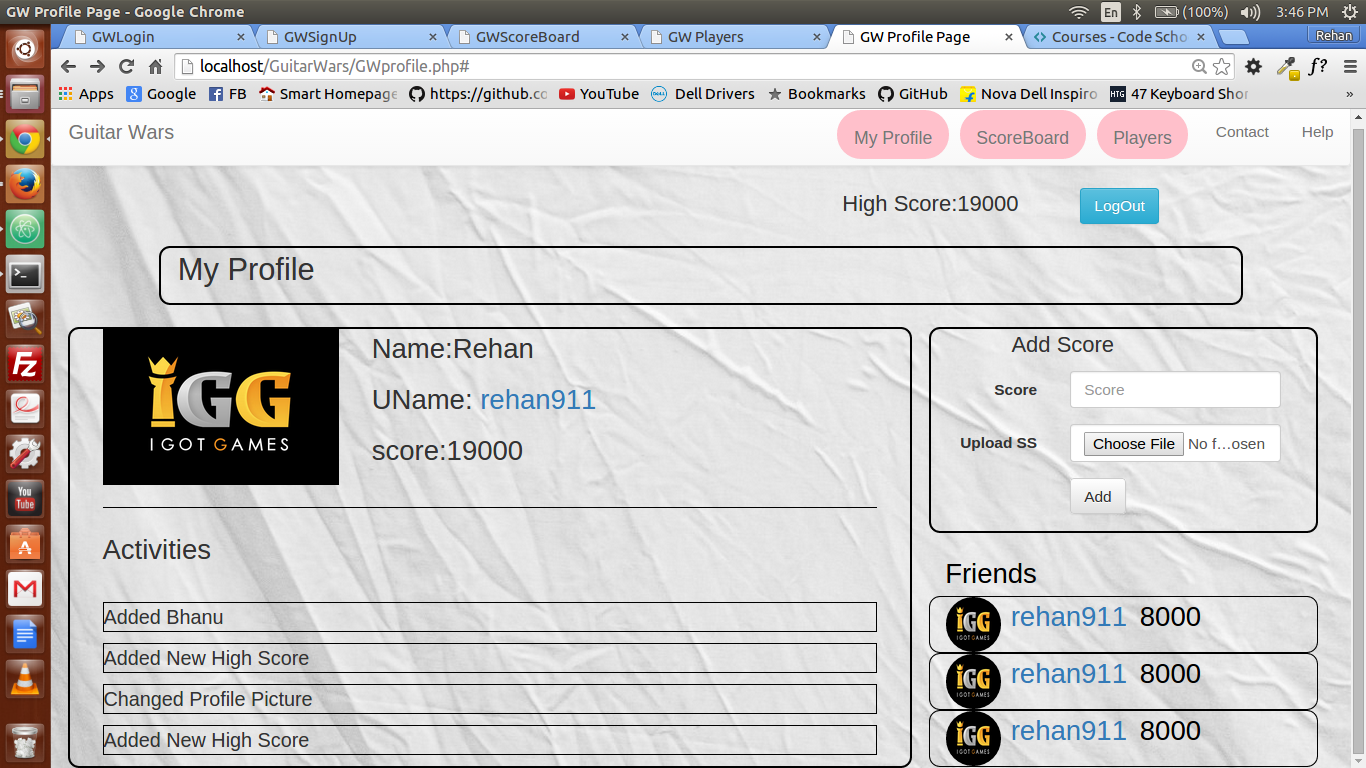 GW Profile Page - Google Chrome
En (100%) 3:46 PM
GWLogin GWSignUp GWScoreBoard GW Players GW Profile Page Courses - Code Scho Rehan
localhost/GuitarWars/GWprofile.php# f?
Apps Google FB Smart Homepage https://github.co YouTube Dell Drivers Bookmarks GitHub Nova Dell Inspiro HTG 47 Keyboard Shor »
Guitar Wars My Profile ScoreBoard Players Contact Help
High Score:19000 LogOut
My Profile
IGG
I GOT GAMES
Name:Rehan
UName: rehan911
score:19000
Activities
Added Bhanu
Added New High Score
Changed Profile Picture
Added New High Score
Add Score
Score Score
Upload SS Choose File No f...osen
Add
Friends
IGG
I GOT GAMES
rehan911 8000
IGG
I GOT GAMES
rehan911 8000
IGG
I GOT GAMES
rehan911 8000
Fz
You
Tube